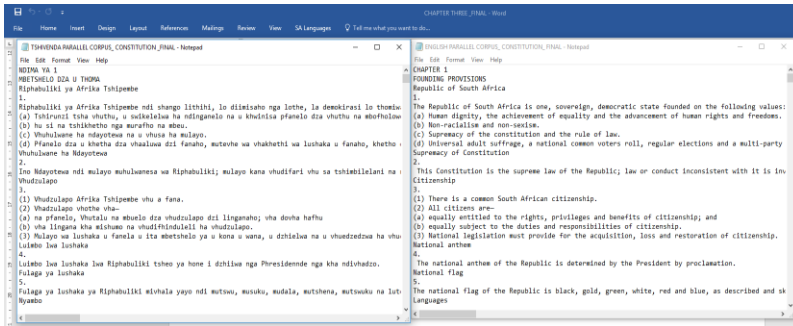 CHAPTER THREE_FINAL - Word
File Home Insert Design Layout References Mailings Review View SA Languages Tell me what you want to do...
TSHIVENDA PARALLEL CORPUS_CONSTITUTION_FINAL - Notepad
File Edit Format View Help
NDIMA YA 1
MBETSHELO DZA U THOMA
Riphabuliki ya Afrika Tshipembe
1.
Riphabuliki ya Afrika Tshipembe ndi shango lithihi, lo diimisaho nga lothe, la demokirasi lo thomiwa
(a) Tshirunzi tsha vhuthu, u swikelelwa ha ndinganelo na u khwinisa pfanelo dza vhuthu na mbofholowo
(b) hu si na tshikhetho nga murafho na mbeu.
(c) Vhuhulwane ha ndayotewa na u vhusa ha mulayo.
(d) Pfanelo dza u khetha dza vhaaluwa dzi fanaho, mutevhe wa vhakhethi wa lushaka u fanaho, khetho
Vhuhulwane ha Ndayotewa
2.
Ino Ndayotewa ndi mulayo muhulwanesa wa Riphabuliki; mulayo kana vhudifari vhu sa tshimbilelani na
Vhudzulapo
3.
(1) Vhudzulapo Afrika Tshipembe vhu a fana.
(2) Vhadzulapo vhothe vha—
(a) na pfanelo, Vhutalu na mbuelo dza vhudzulapo dzi linganaho; vha dovha hafhu
(b) vha lingana kha mishumo na vhudifhinduleli ha vhudzulapo.
(3) Mulayo wa lushaka u fanela u ita mbetshelo ya u kona u wana, u dzhielwa na u vhuedzedzwa ha
Luimbo lwa lushaka
4.
Luimbo lwa lushaka lwa Riphabuliki tsheo ya hone i dzhiiwa nga Phresidennde nga kha ndivhadzo.
Fulaga ya lushaka
5.
Fulaga ya lushaka ya Riphabuliki mivhala yayo ndi mutswu, musuku, mudala, mutshena, mutswuku na
Nyambo
ENGLISH PARALLEL CORPUS_CONSTITUTION_FINAL - Notepad
File Edit Format View Help
CHAPTER 1
FOUNDING PROVISIONS
Republic of South Africa
1.
The Republic of South Africa is one, sovereign, democratic state founded on the following values:
(a) Human dignity, the achievement of equality and the advancement of human rights and freedoms.
(b) Non-racialism and non-sexism.
(c) Supremacy of the constitution and the rule of law.
(d) Universal adult suffrage, a national common voters roll, regular elections and a multi-party
Supremacy of Constitution
2.
This Constitution is the supreme law of the Republic; law or conduct inconsistent with it is inv
Citizenship
3.
(1) There is a common South African citizenship.
(2) All citizens are—
(a) equally entitled to the rights, privileges and benefits of citizenship; and
(b) equally subject to the duties and responsibilities of citizenship.
(3) National legislation must provide for the acquisition, loss and restoration of citizenship.
National anthem
4.
The national anthem of the Republic is determined by the President by proclamation.
National flag
5.
The national flag of the Republic is black, gold, green, white, red and blue, as described and sk
Languages